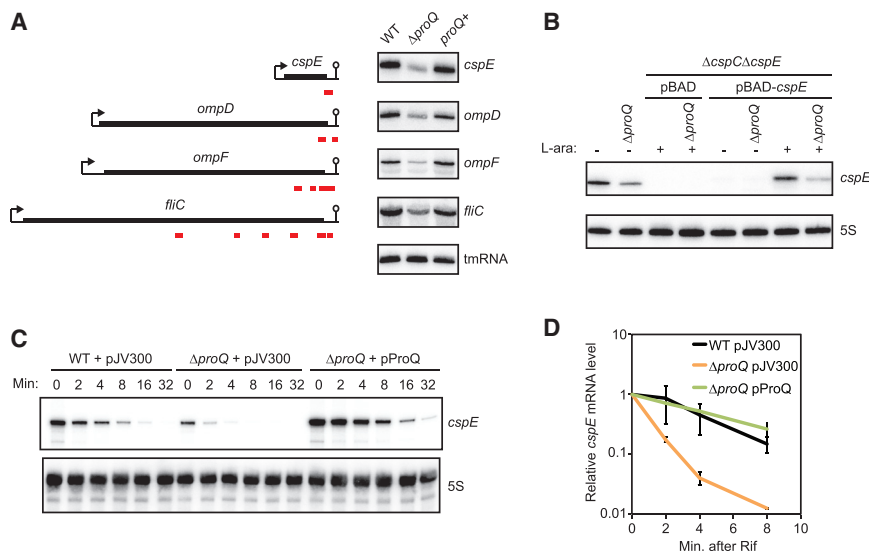 A
WT ΔproQ proQ+
cspE
cspE
ompD
ompD
ompF
ompF
fliC
fliC
tmRNA
B
ΔcspCΔcspE
pBAD pBAD-cspE
ΔproQ ΔproQ ΔproQ ΔproQ
L-ara: - - + + - - + +
cspE
5S
C
WT + pJV300 ΔproQ + pJV300 ΔproQ + pProQ
Min: 0 2 4 8 16 32 0 2 4 8 16 32 0 2 4 8 16 32
cspE
5S
D
Relative cspE mRNA level
10
1
0.1
0.01
WT pJV300
ΔproQ pJV300
ΔproQ pProQ
0 2 4 6 8 10
Min. after Rif